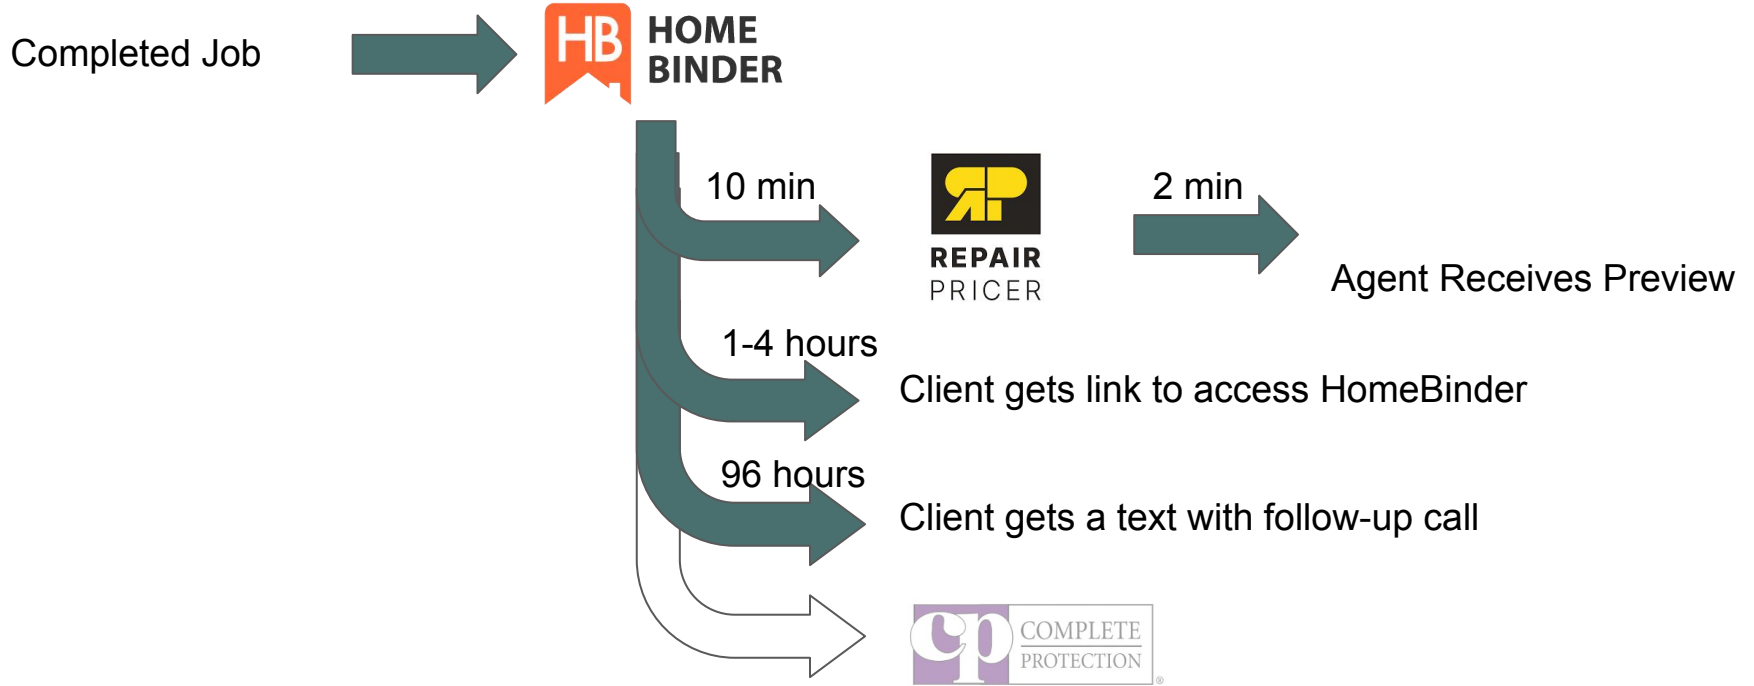 Completed Job
HB
HOME
BINDER
10 min
RP
REPAIR
PRICER
2 min
Agent Receives Preview
1-4 hours
Client gets link to access HomeBinder
96 hours
Client gets a text with follow-up call
cp
COMPLETE
PROTECTION
®